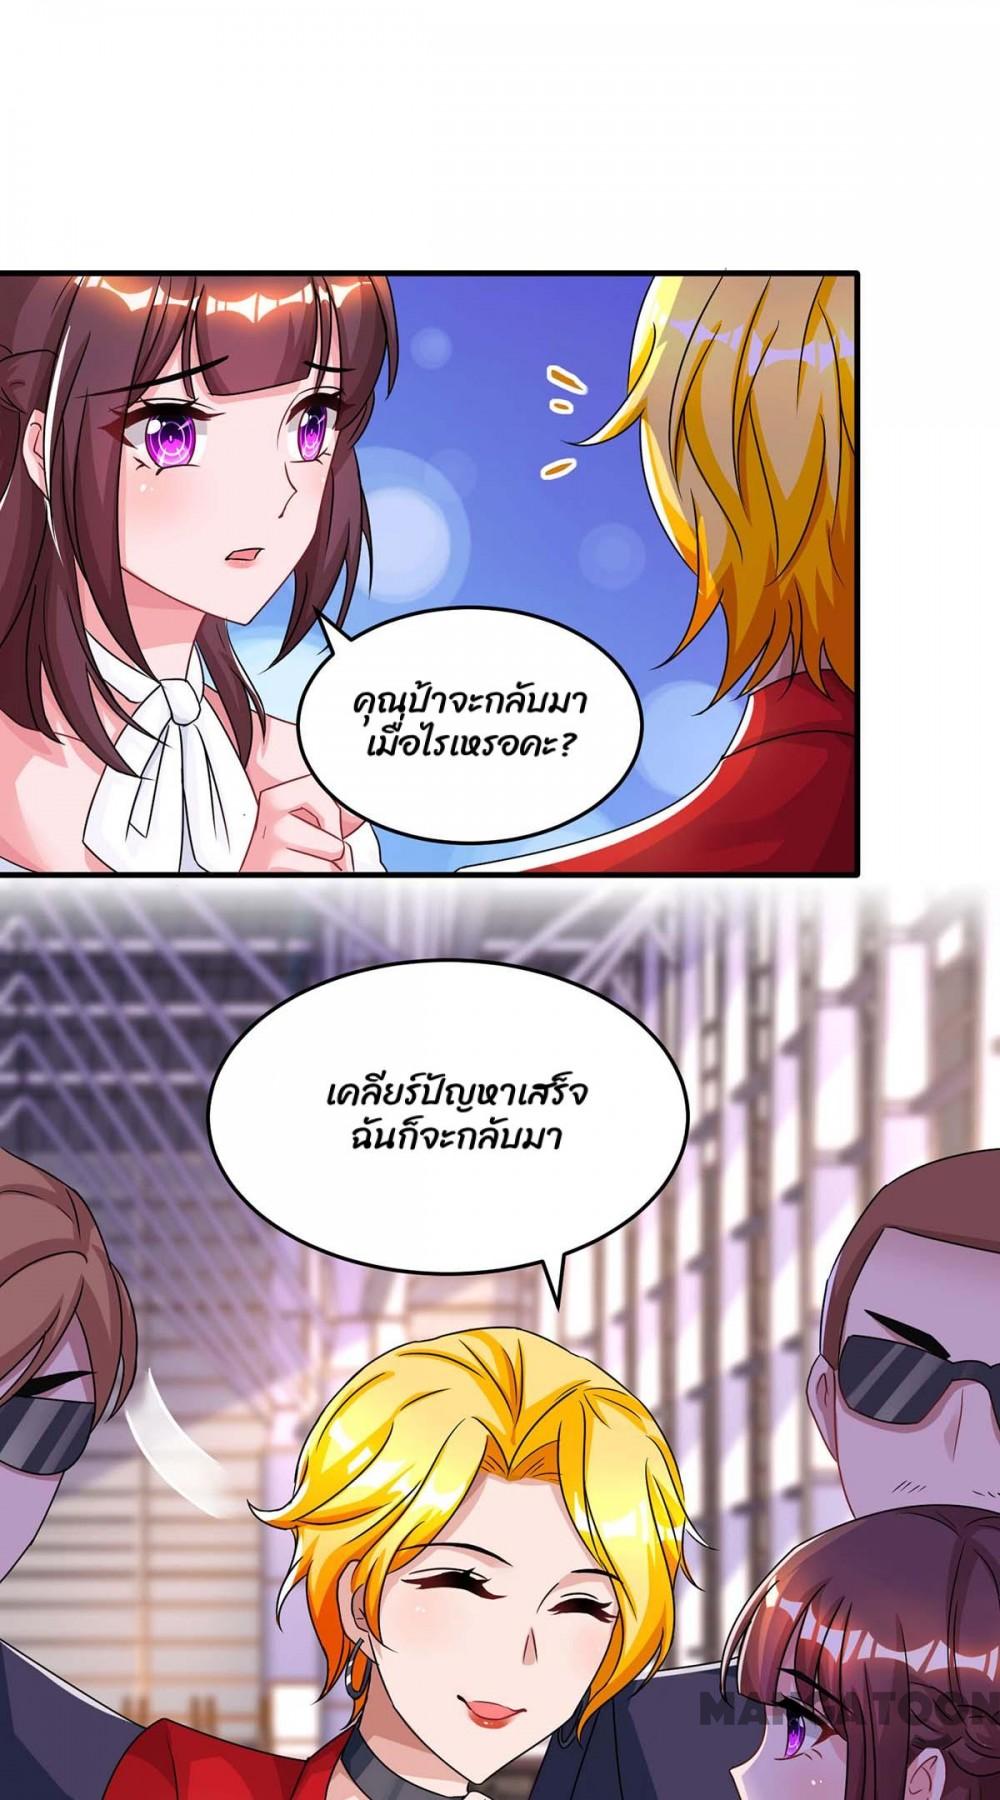 คุณป้าจะกลับมา
เมื่อไรเหรอคะ?
เคลียร์ปัญหาเสร็จ
ฉันก็จะกลับมา
MANGA TOON